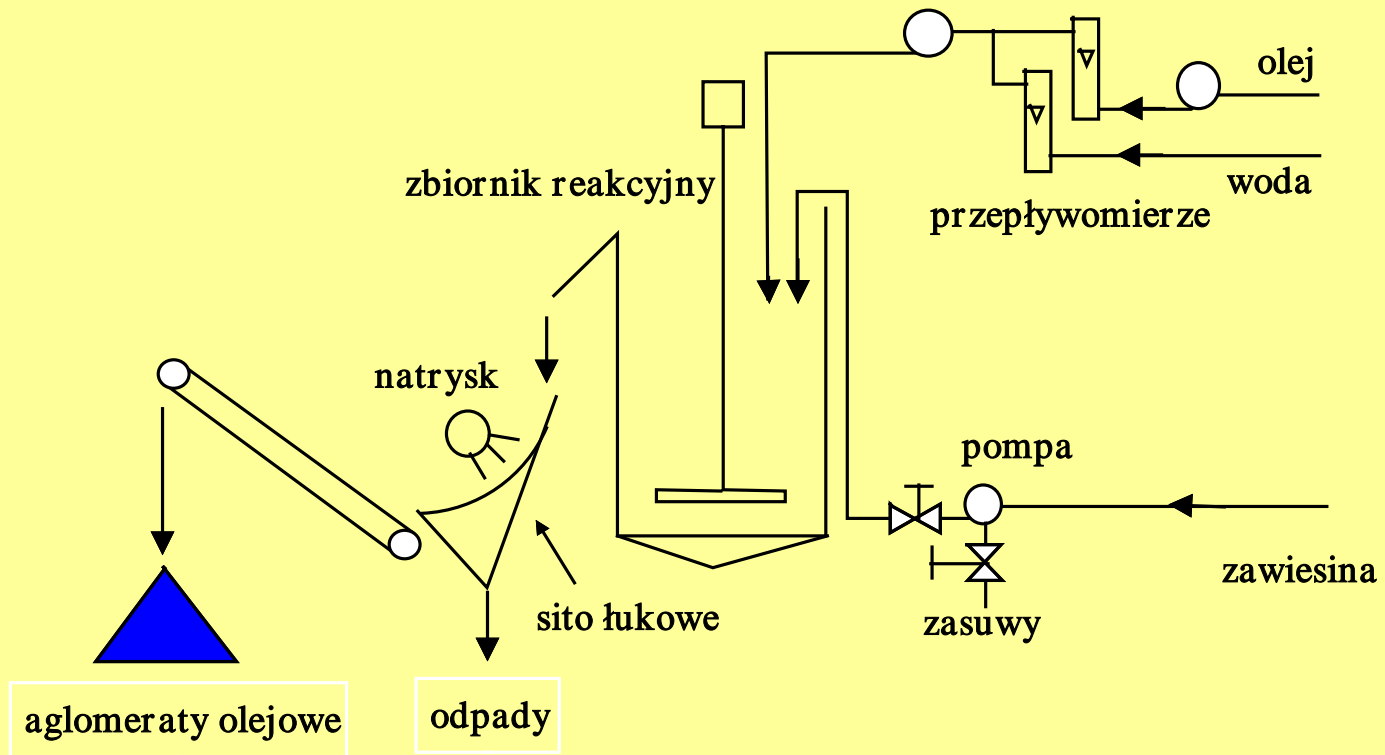 olej
zbiornik reakcyjny
woda
przepływomierze
natrysk
pompa
zawiesina
sito łukowe
zasuwy
aglomeraty olejowe
odpady